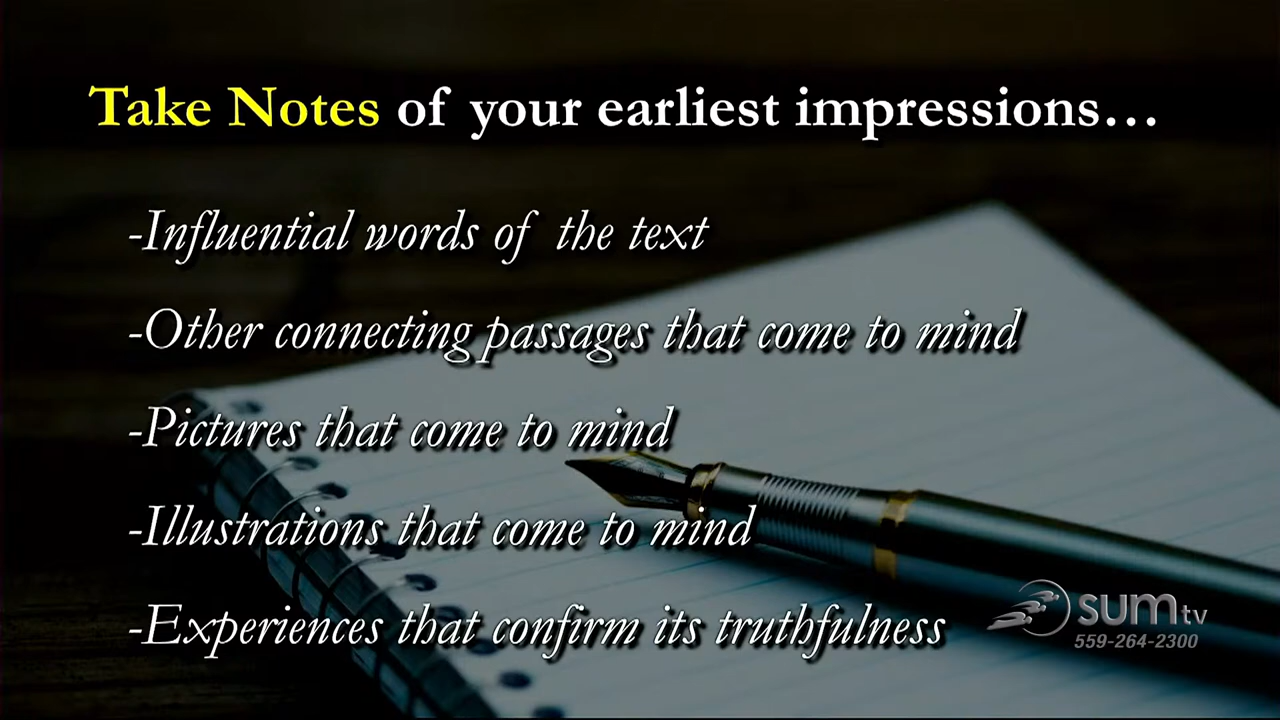 Take Notes of your earliest impressions…
-Influential words of the text
-Other connecting passages that come to mind
-Pictures that come to mind
-Illustrations that come to mind
-Experiences that confirm its truthfulness
sumtv
559-264-2300